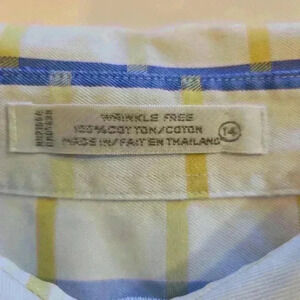 WRINKLE FREE
100% COTTON/COTON
MADE IN/FAIT EN THAILAND
14